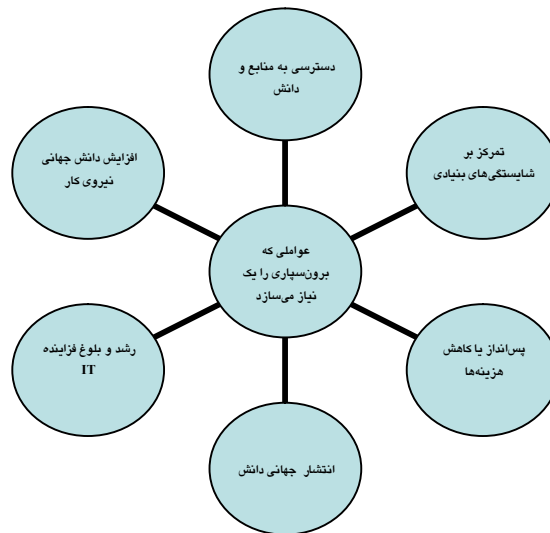 دسترسی به منابع و
دانش
تمرکز بر
شایستگی‌های بنیادی
افزایش دانش جهانی
نیروی کار
عواملی که
برون‌سپاری را یک
نیاز می‌سازد
پس‌انداز یا کاهش
هزینه‌ها
رشد و بلوغ فزاینده
IT
انتشار جهانی دانش